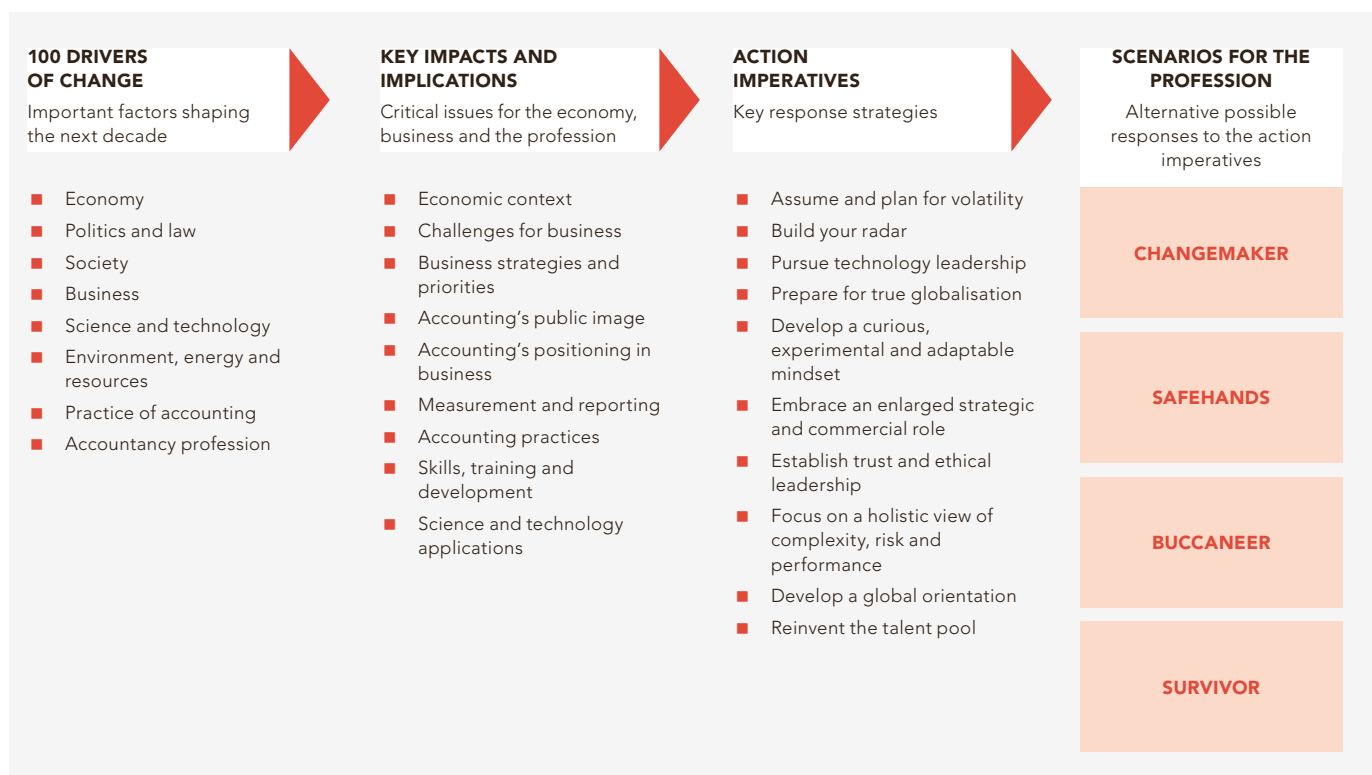 100 DRIVERS
OF CHANGE
Important factors shaping
the next decade
Economy
Politics and law
Society
Business
Science and technology
Environment, energy and
resources
Practice of accounting
Accountancy profession
KEY IMPACTS AND
IMPLICATIONS
Critical issues for the economy,
business and the profession
Economic context
Challenges for business
Business strategies and
priorities
Accounting’s public image
Accounting’s positioning in
business
Measurement and reporting
Accounting practices
Skills, training and
development
Science and technology
applications
ACTION
IMPERATIVES
Key response strategies
Assume and plan for volatility
Build your radar
Pursue technology leadership
Prepare for true globalisation
Develop a curious,
experimental and adaptable
mindset
Embrace an enlarged strategic
and commercial role
Establish trust and ethical
leadership
Focus on a holistic view of
complexity, risk and
performance
Develop a global orientation
Reinvent the talent pool
SCENARIOS FOR THE
PROFESSION
Alternative possible
responses to the action
imperatives
CHANGEMAKER
SAFEHANDS
BUCCANEER
SURVIVOR